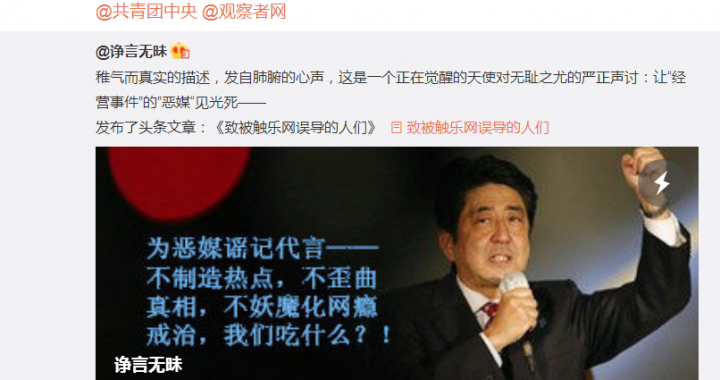 @共青团中央 @观察者网
@诤言无昧
稚气而真实的描述，发自肺腑的心声，这是一个正在觉醒的天使对无耻之尤的严正声讨：让“经
营事件”的”恶媒“见光死——
发布了头条文章：《致被触乐网误导的人们》 致被触乐网误导的人们
为恶媒谣记代言——
不制造热点，不歪曲
真相，不妖魔化网瘾
戒治，我们吃什么？！
诤言无昧